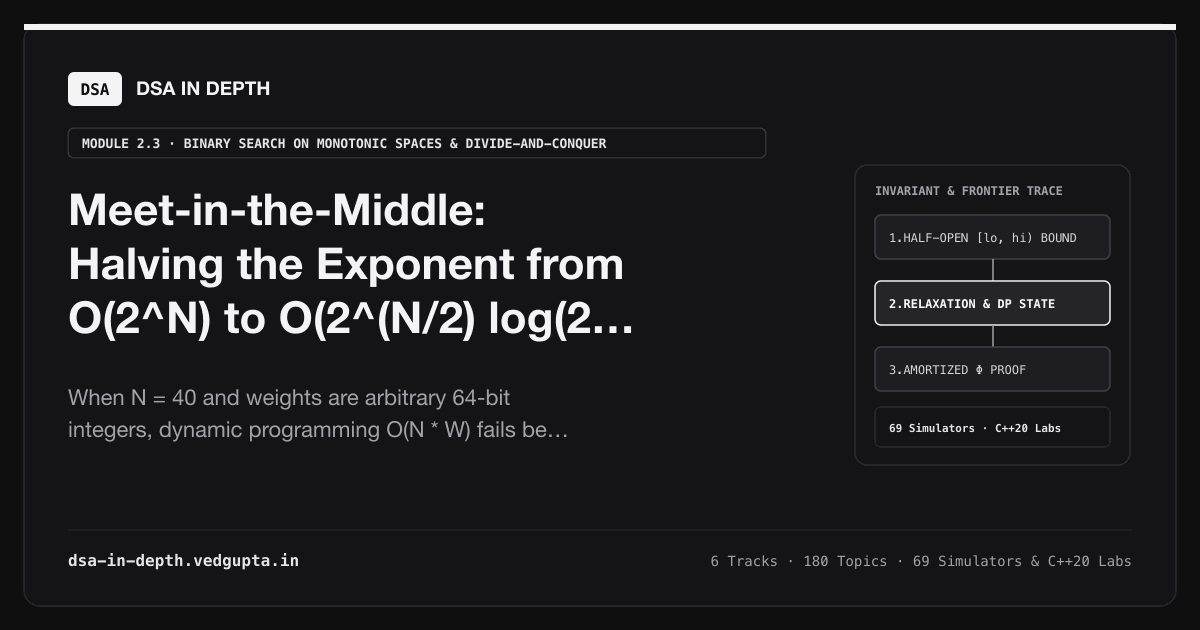 DSA DSA IN DEPTH
MODULE 2.3 · BINARY SEARCH ON MONOTONIC SPACES & DIVIDE-AND-CONQUER
Meet-in-the-Middle:
Halving the Exponent from
O(2^N) to O(2^(N/2) log(2...
When N = 40 and weights are arbitrary 64-bit
integers, dynamic programming O(N * W) fails be...
INVARIANT & FRONTIER TRACE
1.HALF-OPEN [lo, hi) BOUND
2.RELAXATION & DP STATE
3.AMORTIZED Φ PROOF
69 Simulators · C++20 Labs
dsa-in-depth.vedgupta.in
6 Tracks · 180 Topics · 69 Simulators & C++20 Labs